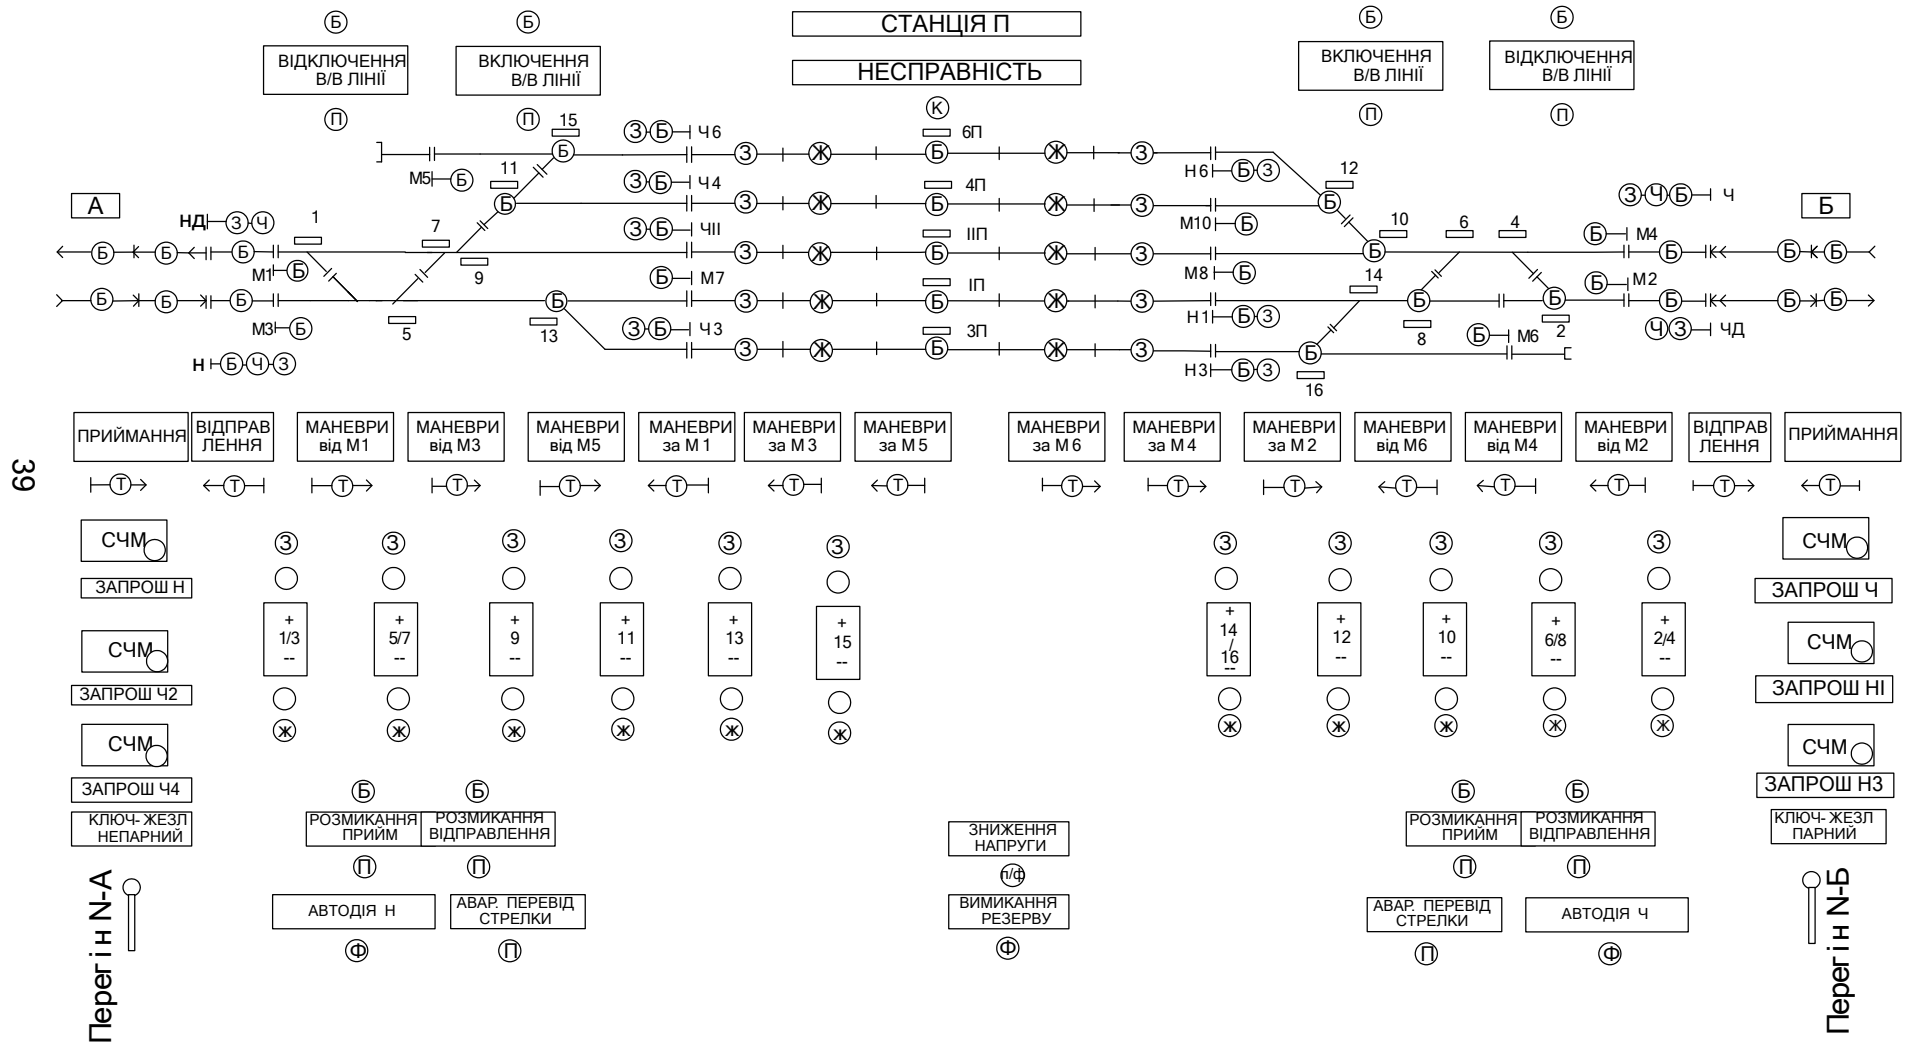 Б Б СТАНЦІЯ П Б Б
ВІДКЛЮЧЕННЯ В/В ЛІНІЇ
ВКЛЮЧЕННЯ В/В ЛІНІЇ
НЕСПРАВНІСТЬ
ВКЛЮЧЕННЯ В/В ЛІНІЇ
ВІДКЛЮЧЕННЯ В/В ЛІНІЇ
П П К П П
15 З Б Ч6 6П
Б З Ж Б Ж З
М5 Б 11 Н6 Б З 12
З Б Ч4 4П
А Б З Ж Б Ж З Б З Ч Б Ч Б
НД З Ч 1 7 З Б ЧІІ ІІП М10 Б 10 6 4 Б М4
Б Б Б З Ж Б Ж З Б Б Б Б
М1 Б 9 Б М7 ІП М8 Б 14 Б М2
Б Б Б Б З Ж Б Ж З Б Б Б Б Б
М3 Б 5 13 З Б Ч3 3П Н1 Б З 8 Б М6 2 Ч З ЧД
З Ж Б Ж З Б
Н Б Ч З Н3 Б З 16
ПРИЙМАННЯ
ВІДПРАВ
ЛЕННЯ
МАНЕВРИ
від М1
МАНЕВРИ
від М3
МАНЕВРИ
від М5
МАНЕВРИ
за М1
МАНЕВРИ
за М3
МАНЕВРИ
за М5
МАНЕВРИ
за М6
МАНЕВРИ
за М4
МАНЕВРИ
за М2
МАНЕВРИ
від М6
МАНЕВРИ
від М4
МАНЕВРИ
від М2
ВІДПРАВ
ЛЕННЯ
ПРИЙМАННЯ
39
Т Т Т Т Т Т Т Т Т Т Т Т Т Т Т Т
СЧМ З З З З З З З З З З З СЧМ
ЗАПРОШ Н
ЗАПРОШ Ч
+
1/3
--
+
5/7
--
+
9
--
+
11
--
+
13
--
+
15
--
+
14
/
16
--
+
12
--
+
10
--
+
6/8
--
+
2/4
--
СЧМ СЧМ
ЗАПРОШ Ч2
ЗАПРОШ НІ
СЧМ Ж Ж Ж Ж Ж Ж Ж Ж Ж Ж Ж СЧМ
ЗАПРОШ Ч4
ЗАПРОШ Н3
Б Б Б Б
КЛЮЧ-ЖЕЗЛ
НЕПАРНИЙ
РОЗМИКАННЯ
ПРИЙМ
РОЗМИКАННЯ
ВІДПРАВЛЕННЯ
ЗНИЖЕННЯ
НАПРУГИ
РОЗМИКАННЯ
ПРИЙМ
РОЗМИКАННЯ
ВІДПРАВЛЕННЯ
КЛЮЧ-ЖЕЗЛ
ПАРНИЙ
П П п/ф П П
Перегін N-А
АВТОДІЯ Н
АВАР. ПЕРЕВІД
СТРЕЛКИ
ВИМИКАННЯ
РЕЗЕРВУ
АВАР. ПЕРЕВІД
СТРЕЛКИ
АВТОДІЯ Ч
Перегін N-Б
Ф П Ф П Ф